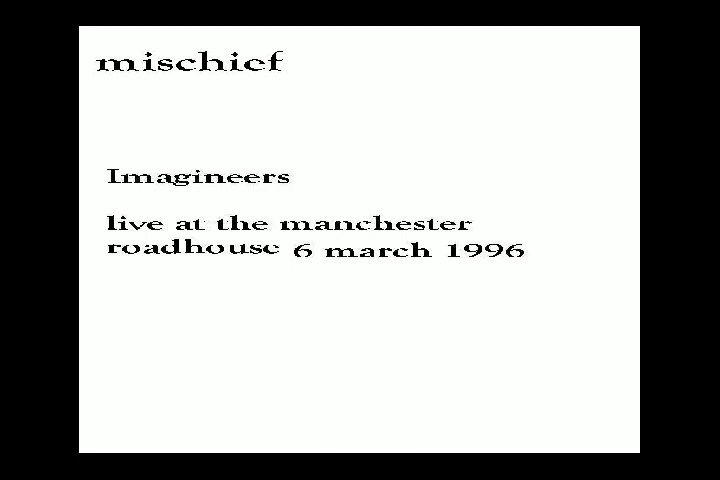 mischief
Imagineers
live at the manchester
roadhouse 6 march 1996